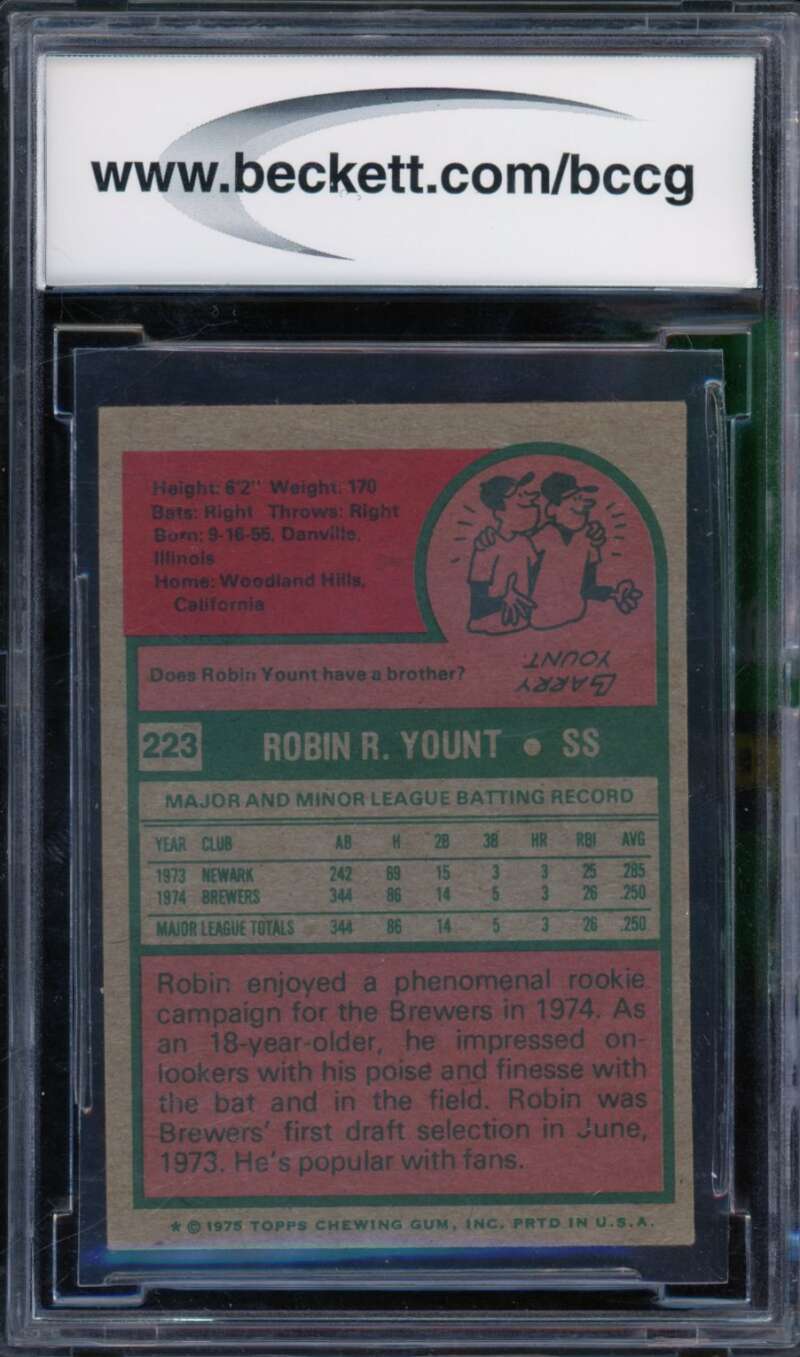 www.beckett.com/bccg
Height: 6'2" Weight: 170
Bats: Right Throws: Right
Born: 9-16-55, Danville,
Illinois
Home: Woodland Hills,
California
Does Robin Yount have a brother?
LARRY
YOUNT.
223 ROBIN R. YOUNT • SS
MAJOR AND MINOR LEAGUE BATTING RECORD
YEAR CLUB AB H 2B 3B HR RBI AVG
1973 NEWARK 242 69 15 3 3 25 .285
1974 BREWERS 344 86 14 5 3 26 .250
MAJOR LEAGUE TOTALS 344 86 14 5 3 26 .250
Robin enjoyed a phenomenal rookie
campaign for the Brewers in 1974. As
an 18-year-older, he impressed on-
lookers with his poise and finesse with
the bat and in the field. Robin was
Brewers' first draft selection in June,
1973. He's popular with fans.
* © 1975 TOPPS CHEWING GUM, INC. PRTD IN U.S.A.